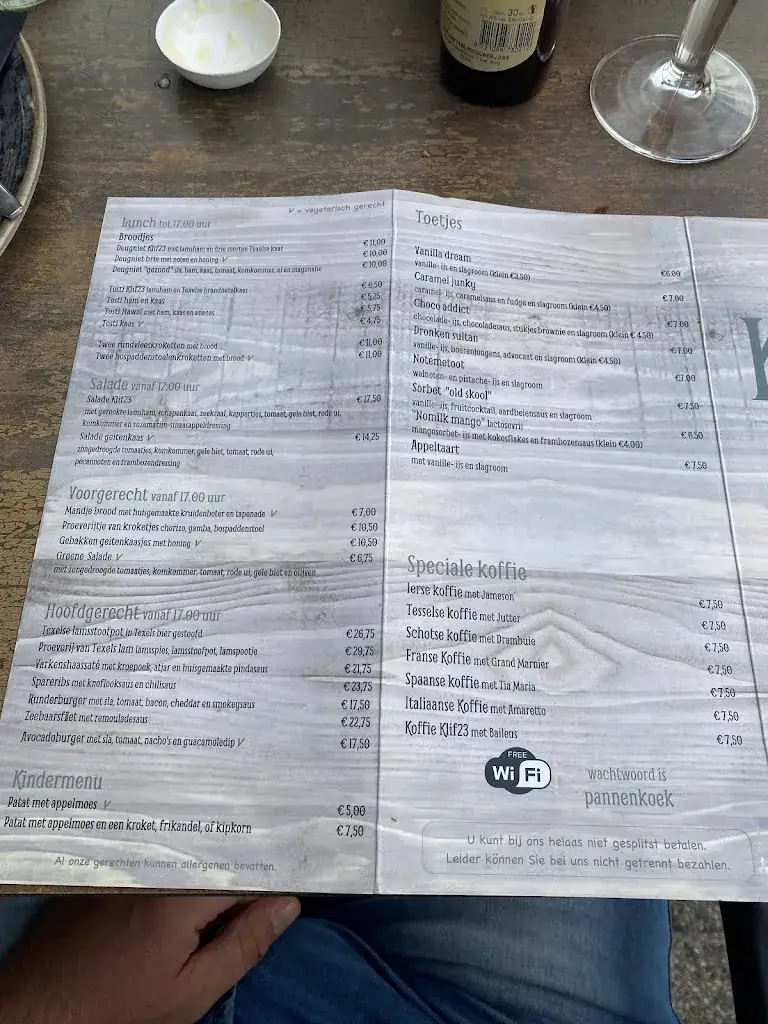 30 cl
V = vegetarisch gerecht
Lunch tot 17.00 uur
Broodjes
Deugniet Klif23 met lamsham en drie soorten Texelse kaas € 11,00
Deugniet brie met noten en honing V € 10,00
Deugniet "gezond" sla, ham, kaas, tomaat, komkommer, ei en mayonaise € 10,00
Tosti Klif23 lamsham en Texelse brandnetelkaas € 6,50
Tosti ham en kaas € 5,25
Tosti Hawaï met ham, kaas en ananas € 5,75
Tosti kaas V € 4,75
Twee rundvleeskroketten met brood € 11,00
Twee bospaddenstoelenkroketten met brood V € 11,00
Salade vanaf 12.00 uur
Salade Klif23 € 17,50
met gerookte lamsham, schapenkaas, zeekraal, kappertjes, tomaat, gele biet, rode ui,
komkommer en rozemarijn-sinaasappeldressing
Salade geitenkaas V € 14,25
zongedroogde tomaatjes, komkommer, gele biet, tomaat, rode ui,
pecannoten en frambozendressing
Voorgerecht vanaf 17.00 uur
Mandje brood met huisgemaakte kruidenboter en tapenade V € 7,00
Proeverijtje van kroketjes chorizo, gamba, bospaddenstoel € 10,50
Gebakken geitenkaasjes met honing V € 10,50
Groene Salade V € 6,75
met zongedroogde tomaatjes, komkommer, tomaat, rode ui, gele biet en olijven
Hoofdgerecht vanaf 17.00 uur
Texelse lamsstoofpot in Texels bier gestoofd € 26,75
Proeverij van Texels lam lamsspies, lamsstoofpot, lamspootje € 29,75
Varkenshaassaté met kroepoek, atjar en huisgemaakte pindasaus € 21,75
Spareribs met knoflooksaus en chilisaus € 23,75
Runderburger met sla, tomaat, bacon, cheddar en smokeysaus € 17,50
Zeebaarsfilet met remouladesaus € 22,75
Avocadoburger met sla, tomaat, nacho's en guacamoledip V € 17,50
Kindermenu
Patat met appelmoes V € 5,00
Patat met appelmoes en een kroket, frikandel, of kipkorn € 7,50
Al onze gerechten kunnen allergenen bevatten.
Toetjes
Vanilla dream
vanille- ijs en slagroom (klein €3,50) € 6,00
Caramel junky
caramel- ijs, caramelsaus en fudge en slagroom (klein €4,50) € 7,00
Choco addict
chocolade- ijs, chocoladesaus, stukjes brownie en slagroom (klein € 4,50) € 7,00
Dronken sultan
vanille- ijs, boerenjongens, advocaat en slagroom (klein €4,50) € 7,00
Notemetoot
walnoten- en pistache- ijs en slagroom € 7,00
Sorbet "old skool"
vanille- ijs, fruitcocktail, aardbeiensaus en slagroom € 7,50
"Nomilk mango" lactosevrij
mangosorbet- ijs met kokosflakes en frambozensaus (klein €4,00) € 6,50
Appeltaart
met vanille- ijs en slagroom € 7,50
Speciale koffie
Ierse koffie met Jameson € 7,50
Tesselse koffie met Jutter € 7,50
Schotse koffie met Drambuie € 7,50
Franse Koffie met Grand Marnier € 7,50
Spaanse koffie met Tia Maria € 7,50
Italiaanse Koffie met Amaretto € 7,50
Koffie Klif23 met Baileus € 7,50
FREE
Wi Fi
wachtwoord is
pannenkoek
U kunt bij ons helaas niet gesplitst betalen.
Leider können Sie bei uns nicht getrennt bezahlen.